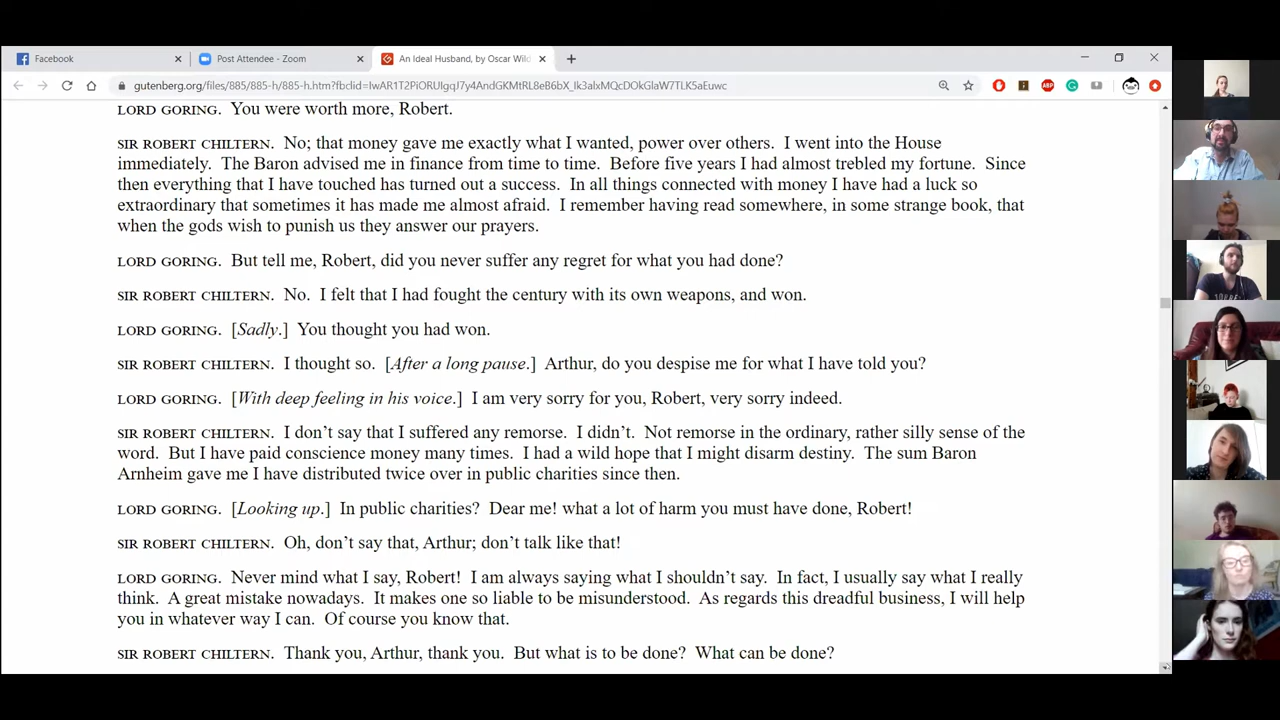 Facebook
Post Attendee - Zoom
An Ideal Husband, by Oscar Wild
gutenberg.org/files/885/885-h/885-h.htm?fbclid=
LORD GORING. You were worth more, Robert.
SIR ROBERT CHILTERN. No; that money gave me exactly what I wanted, power over others. I went into the House
immediately. The Baron advised me in finance from time to time. Before five years I had almost trebled my fortune. Since
then everything that I have touched has turned out a success. In all things connected with money I have had a luck so
extraordinary that sometimes it has made me almost afraid. I remember having read somewhere, in some strange book, that
when the gods wish to punish us they answer our prayers.
LORD GORING. But tell me, Robert, did you never suffer any regret for what you had done?
SIR ROBERT CHILTERN. No. I felt that I had fought the century with its own weapons, and won.
LORD GORING. [Sadly.] You thought you had won.
SIR ROBERT CHILTERN. I thought so. [After a long pause.] Arthur, do you despise me for what I have told you?
LORD GORING. [With deep feeling in his voice.] I am very sorry for you, Robert, very sorry indeed.
SIR ROBERT CHILTERN. I don't say that I suffered any remorse. I didn't. Not remorse in the ordinary, rather silly sense of the
word. But I have paid conscience money many times. I had a wild hope that I might disarm destiny. The sum Baron
Arnheim gave me I have distributed twice over in public charities since then.
LORD GORING. [Looking up.] In public charities? Dear me! what a lot of harm you must have done, Robert!
SIR ROBERT CHILTERN. Oh, don't say that, Arthur; don't talk like that!
LORD GORING. Never mind what I say, Robert! I am always saying what I shouldn't say. In fact, I usually say what I really
think. A great mistake nowadays. It makes one so liable to be misunderstood. As regards this dreadful business, I will help
you in whatever way I can. Of course you know that.
SIR ROBERT CHILTERN. Thank you, Arthur, thank you. But what is to be done? What can be done?